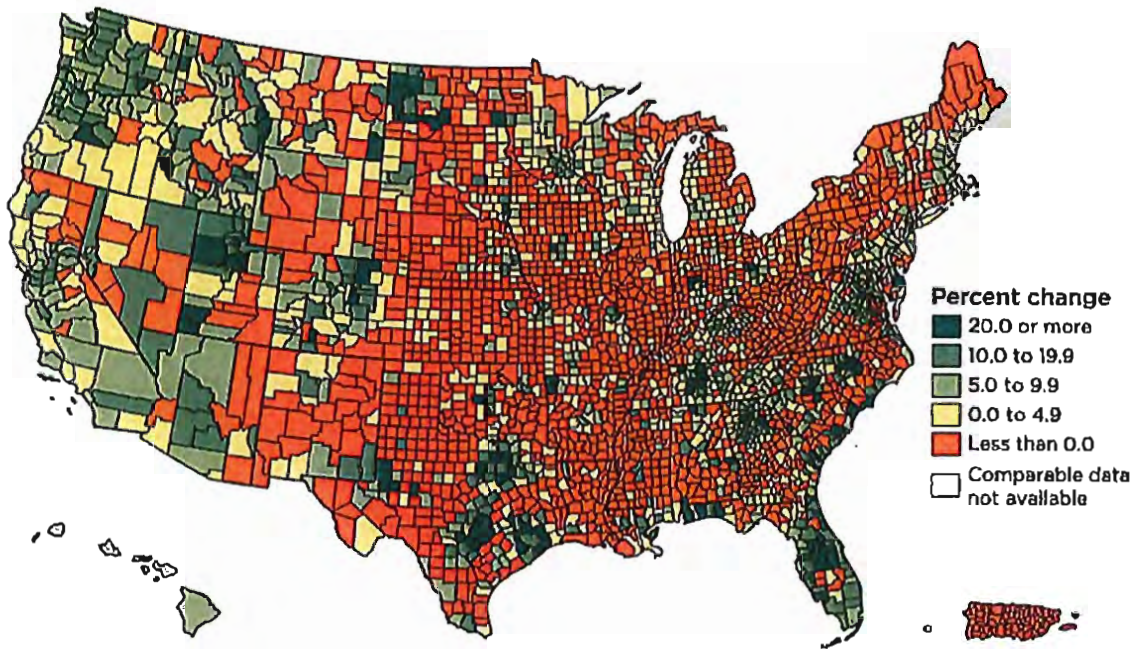 Percent change
20.0 or more
10.0 to 19.9
5.0 to 9.9
0.0 to 4.9
Less than 0.0
Comparable data
not available